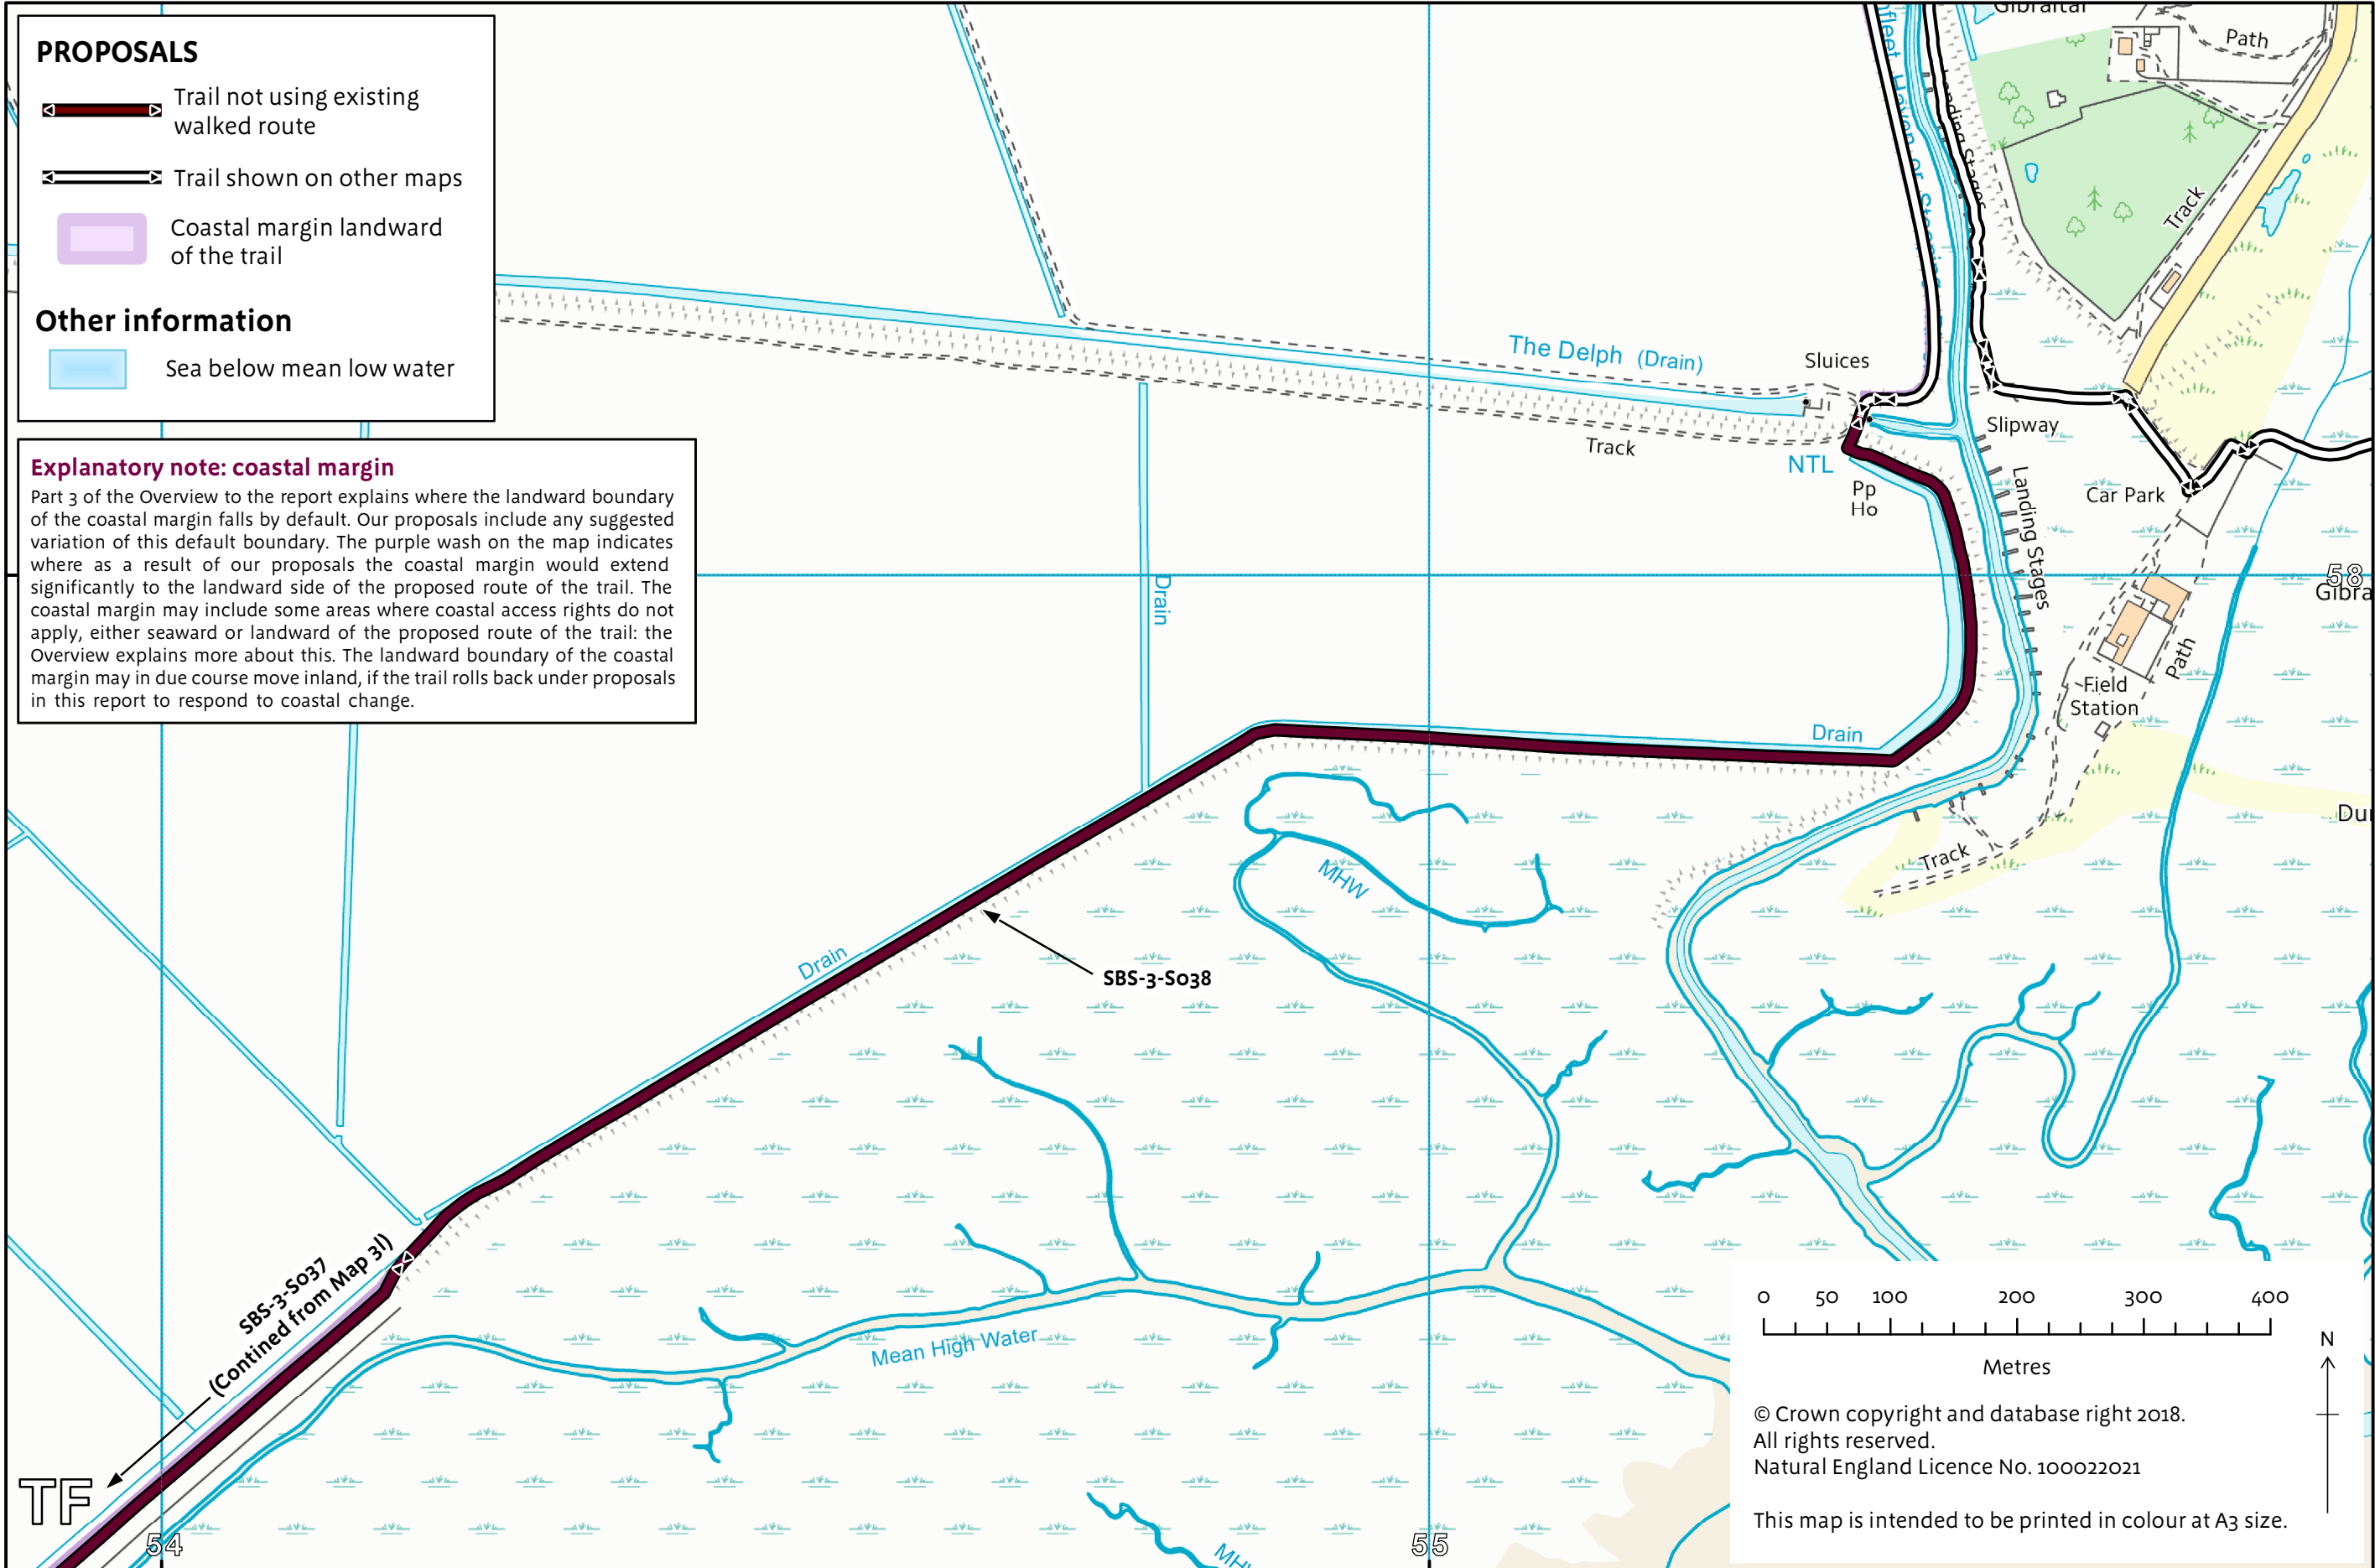 PROPOSALS
Trail not using existing
walked route
Trail shown on other maps
Coastal margin landward
of the trail
Other information
Sea below mean low water
Explanatory note: coastal margin
Part 3 of the Overview to the report explains where the landward boundary
of the coastal margin falls by default. Our proposals include any suggested
variation of this default boundary. The purple wash on the map indicates
where as a result of our proposals the coastal margin would extend
significantly to the landward side of the proposed route of the trail. The
coastal margin may include some areas where coastal access rights do not
apply, either seaward or landward of the proposed route of the trail: the
Overview explains more about this. The landward boundary of the coastal
margin may in due course move inland, if the trail rolls back under proposals
in this report to respond to coastal change.
Gibraltar
Path
Haven or
Track
The Delph (Drain)
Sluices
Track
NTL
Pp
Ho
Slipway
Landing Stages
Car Park
58
Drain
Path
Field
Station
Drain
Track
MHW
Drain
SBS-3-S038
SBS-3-S037
(Contined from Map 3l)
Mean High Water
TF
54
55
0 50 100 200 300 400
Metres
N
© Crown copyright and database right 2018.
All rights reserved.
Natural England Licence No. 100022021
This map is intended to be printed in colour at A3 size.